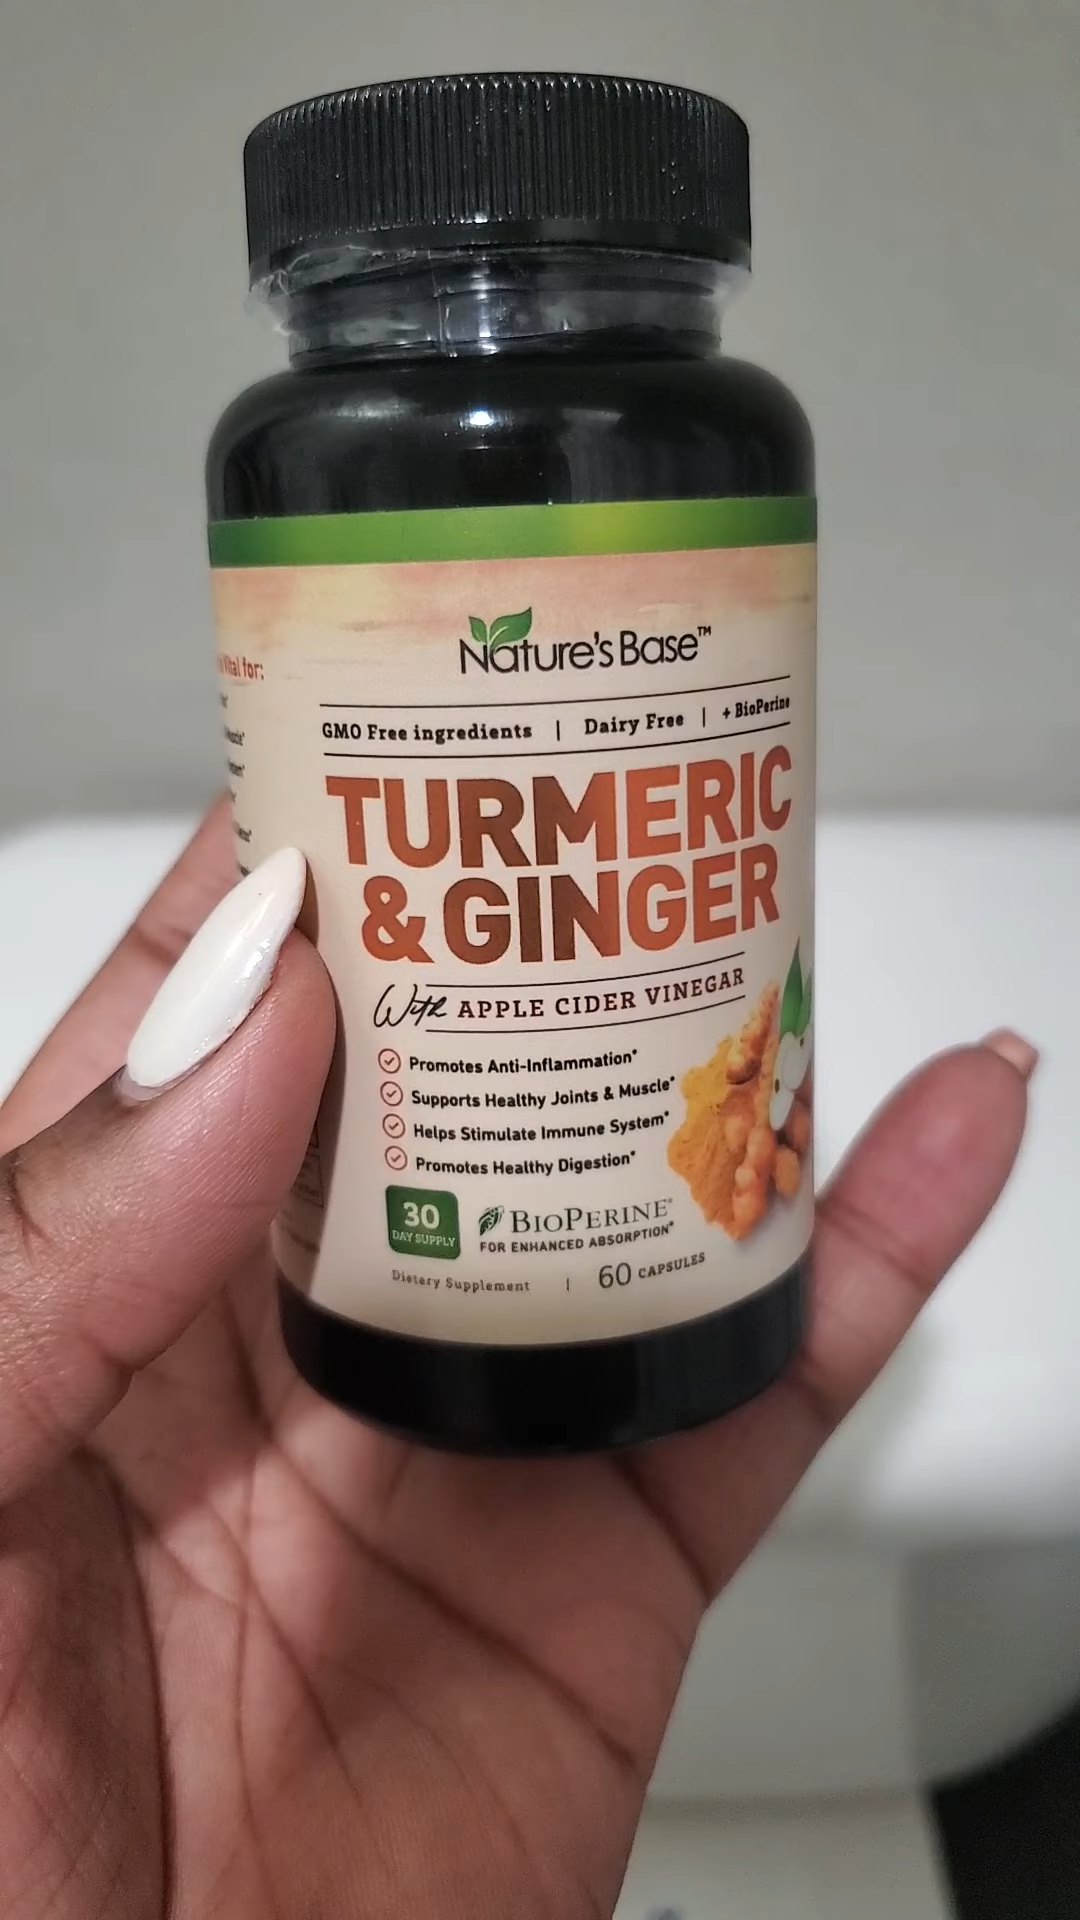 Nature's Base™
GMO Free ingredients | Dairy Free | + BioPerine
TURMERIC
& GINGER
With APPLE CIDER VINEGAR
Promotes Anti-Inflammation*
Supports Healthy Joints & Muscle*
Helps Stimulate Immune System*
Promotes Healthy Digestion*
30
DAY SUPPLY
BIOPERINE®
FOR ENHANCED ABSORPTION*
Dietary Supplement | 60 CAPSULES
Vital for: